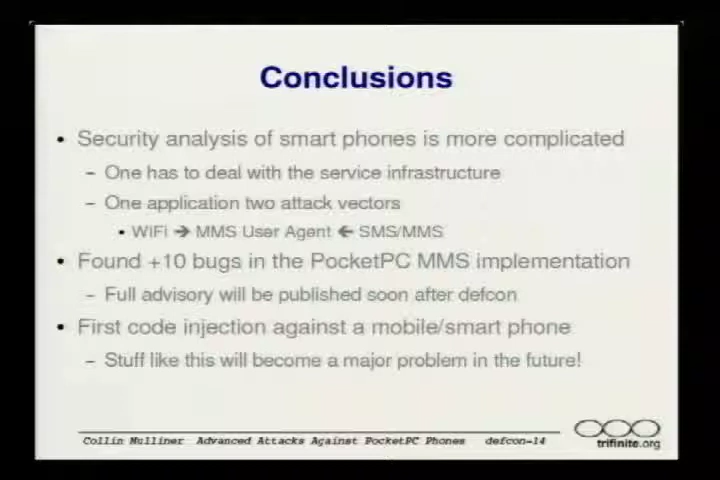 Conclusions
• Security analysis of smart phones is more complicated
– One has to deal with the service infrastructure
– One application two attack vectors
• WiFi → MMS User Agent ← SMS/MMS
• Found +10 bugs in the PocketPC MMS implementation
– Full advisory will be published soon after defcon
• First code injection against a mobile/smart phone
– Stuff like this will become a major problem in the future!
Collin Mulliner Advanced Attacks Against PocketPC Phones defcon-14
trifinite.org